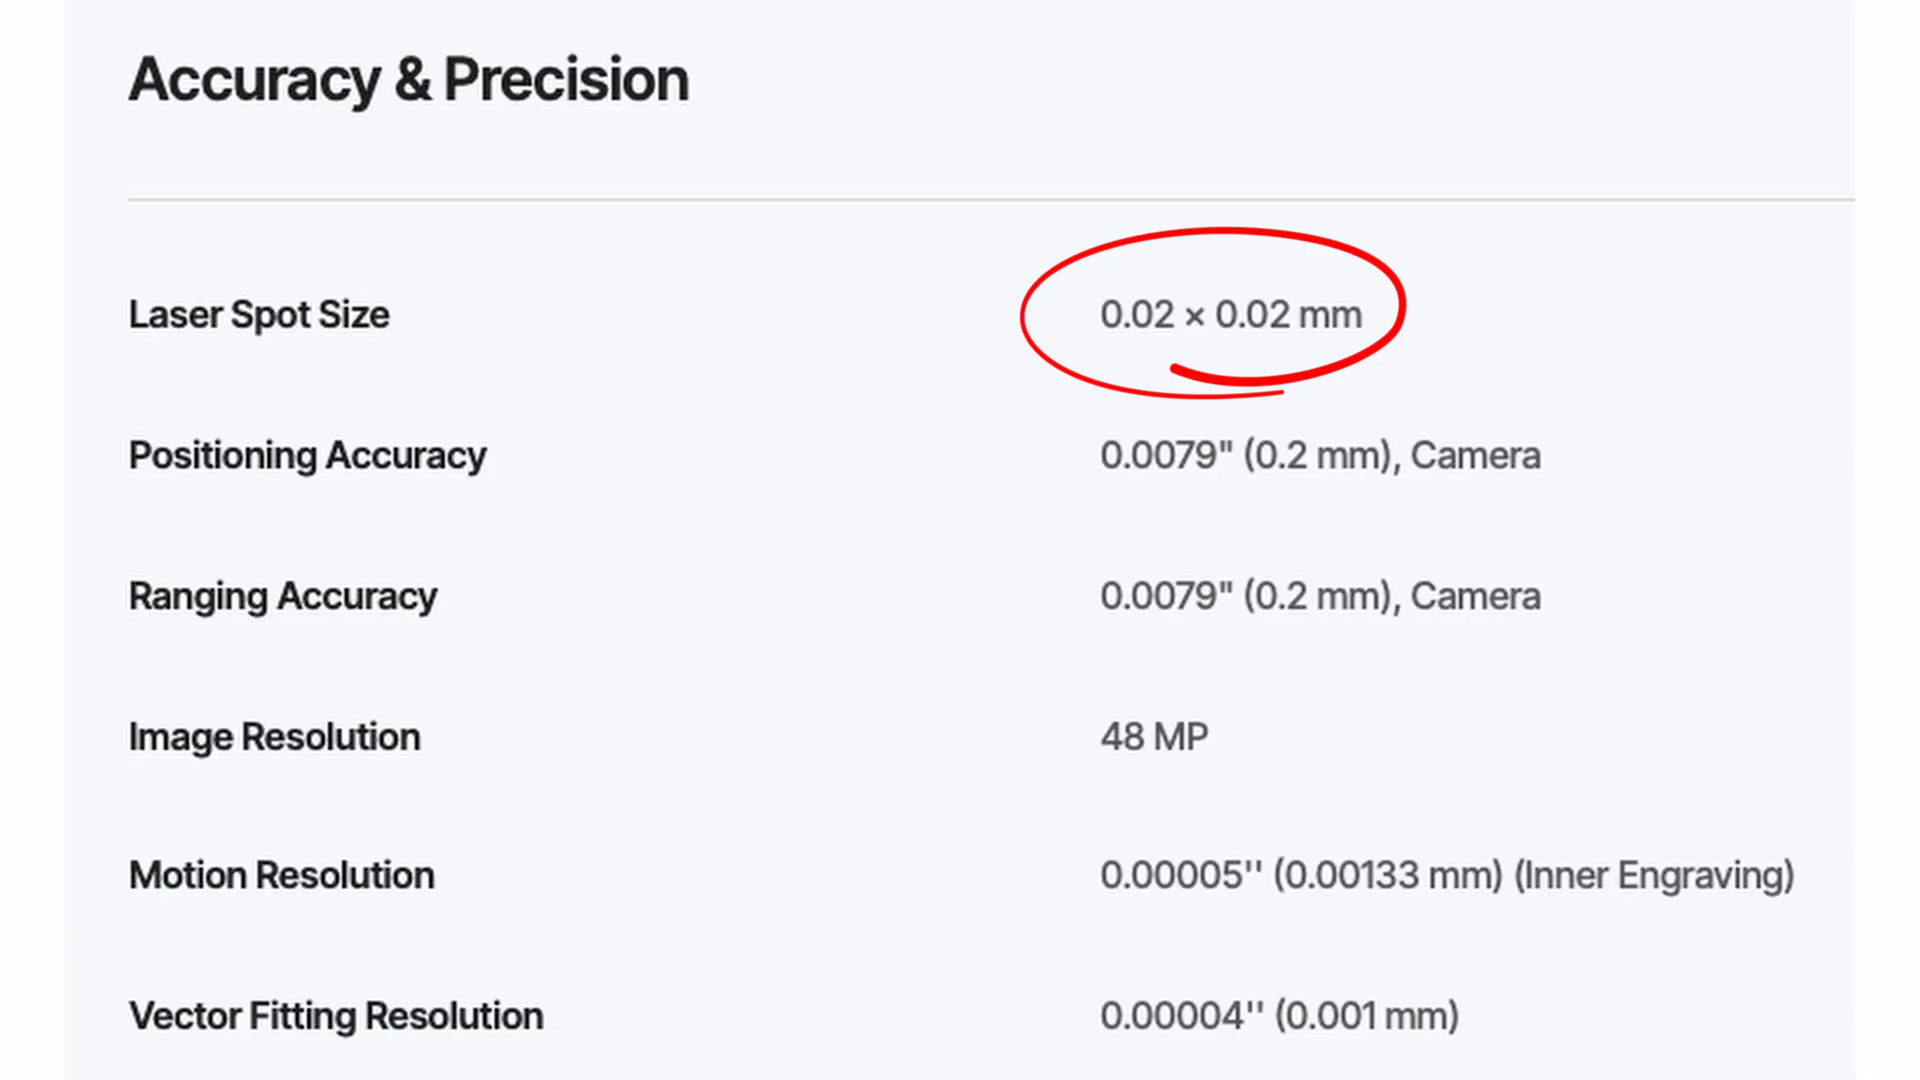 Accuracy & Precision
Laser Spot Size 0.02 × 0.02 mm
Positioning Accuracy 0.0079" (0.2 mm), Camera
Ranging Accuracy 0.0079" (0.2 mm), Camera
Image Resolution 48 MP
Motion Resolution 0.00005'' (0.00133 mm) (Inner Engraving)
Vector Fitting Resolution 0.00004'' (0.001 mm)